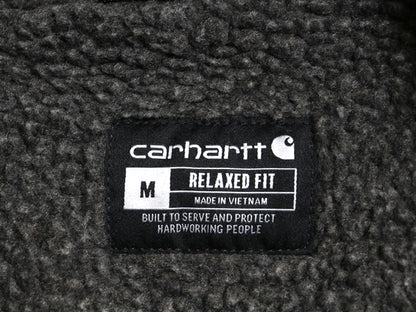 carhartt
M RELAXED FIT
MADE IN VIETNAM
BUILT TO SERVE AND PROTECT
HARDWORKING PEOPLE